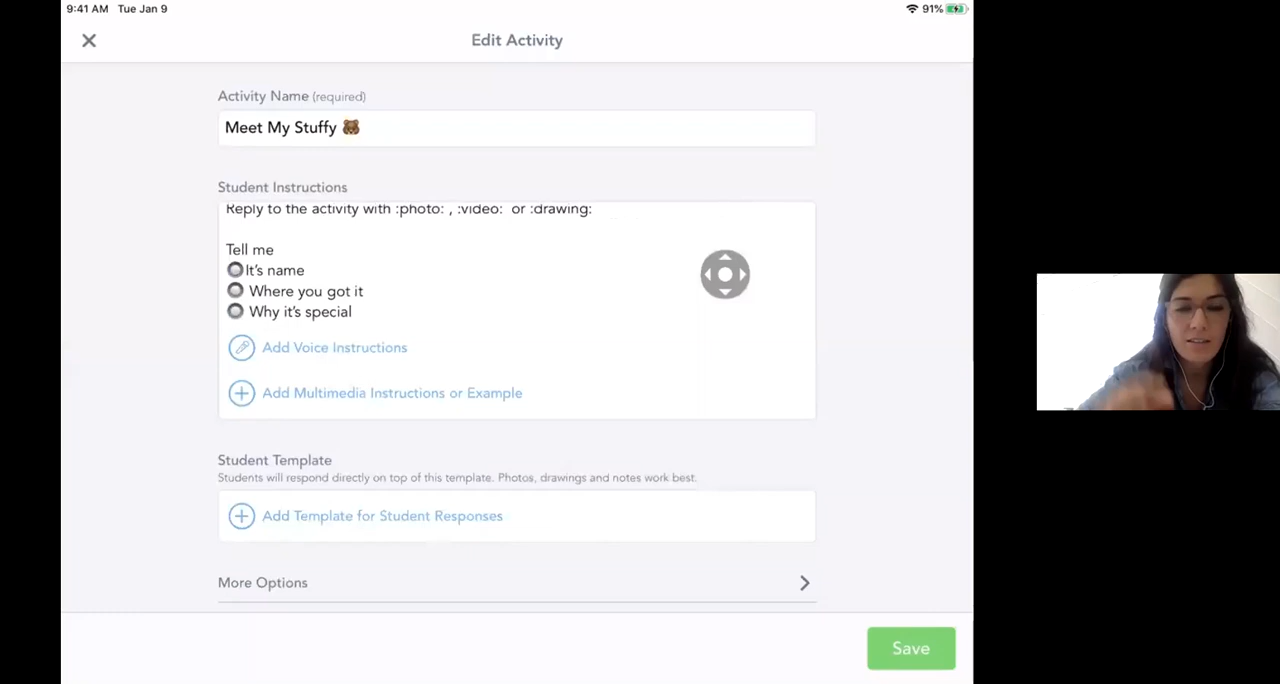 9:41 AM Tue Jan 9
91%
Edit Activity
Activity Name (required)
Meet My Stuffy 🐻
Student Instructions
Reply to the activity with :photo: , :video: or :drawing:
Tell me
🔘It's name
🔘 Where you got it
🔘 Why it's special
Add Voice Instructions
Add Multimedia Instructions or Example
Student Template
Students will respond directly on top of this template. Photos, drawings and notes work best.
Add Template for Student Responses
More Options
Save